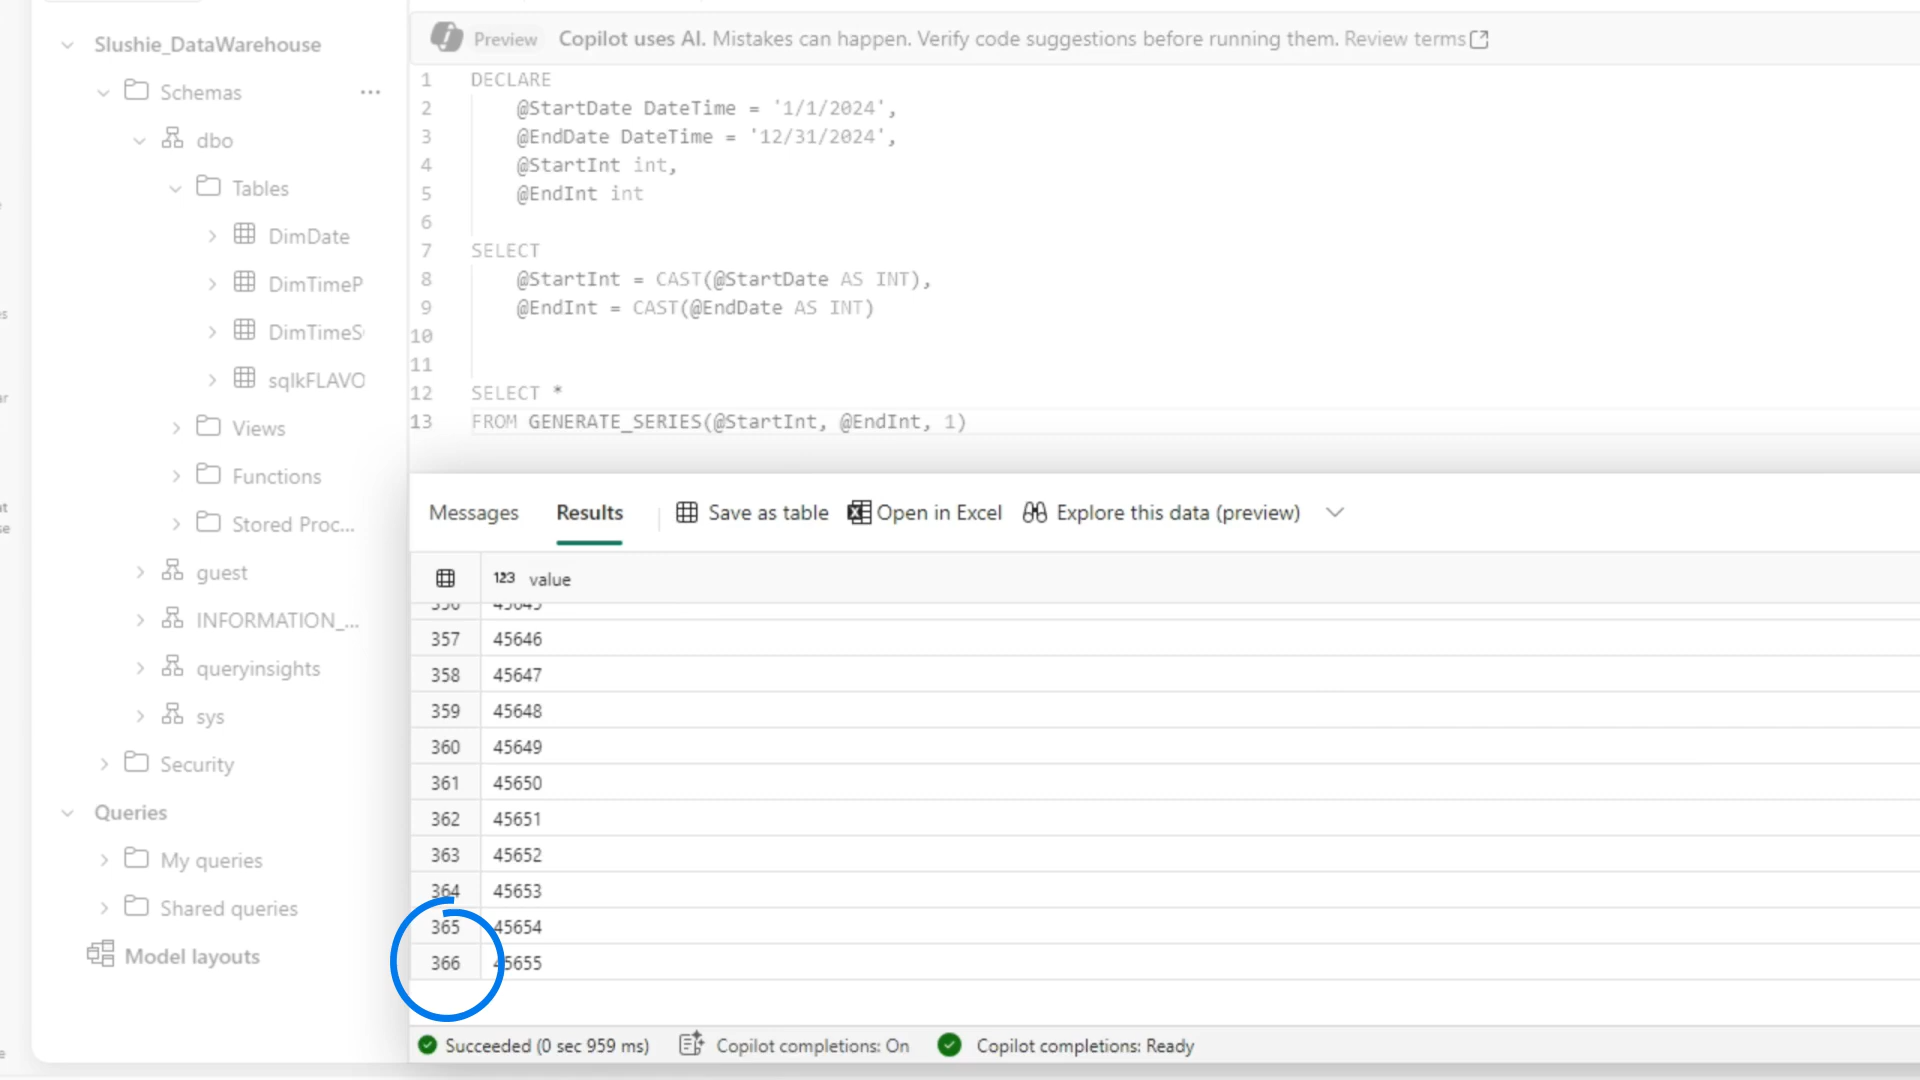 Slushie_DataWarehouse
Schemas
dbo
Tables
DimDate
DimTimeP
DimTimeS
sqlkFLAVO
Views
Functions
Stored Proc...
guest
INFORMATION_...
queryinsights
sys
Security
Queries
My queries
Shared queries
Model layouts
Preview Copilot uses AI. Mistakes can happen. Verify code suggestions before running them. Review terms
1 DECLARE
2 @StartDate DateTime = '1/1/2024',
3 @EndDate DateTime = '12/31/2024',
4 @StartInt int,
5 @EndInt int
6
7 SELECT
8 @StartInt = CAST(@StartDate AS INT),
9 @EndInt = CAST(@EndDate AS INT)
10
11
12 SELECT *
13 FROM GENERATE_SERIES(@StartInt, @EndInt, 1)
Messages Results Save as table Open in Excel Explore this data (preview)
123 value
356 45645
357 45646
358 45647
359 45648
360 45649
361 45650
362 45651
363 45652
364 45653
365 45654
366 45655
Succeeded (0 sec 959 ms) Copilot completions: On Copilot completions: Ready